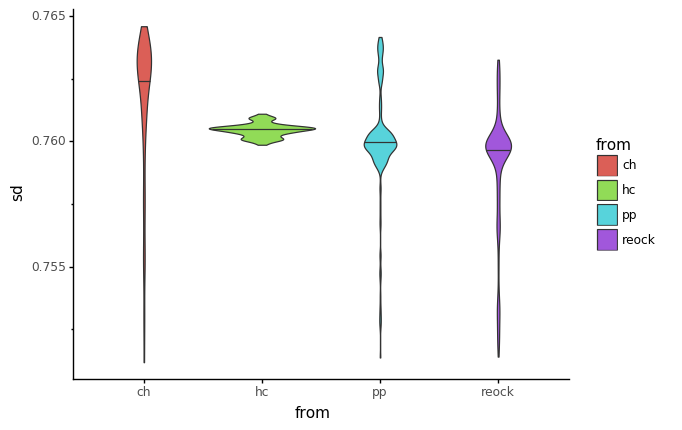 0.765
0.760
0.755
sd
ch
hc
pp
reock
from
from
ch
hc
pp
reock